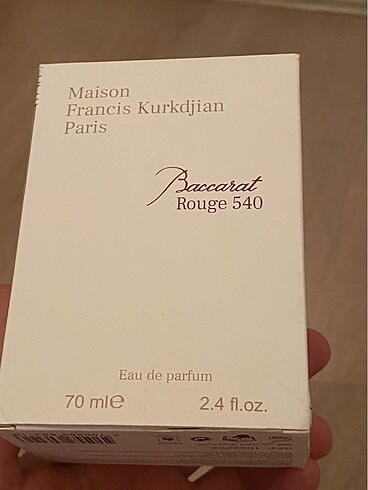 Maison
Francis Kurkdjian
Paris
Baccarat
Rouge 540
Eau de parfum
70 ml℮ 2.4 fl.oz.